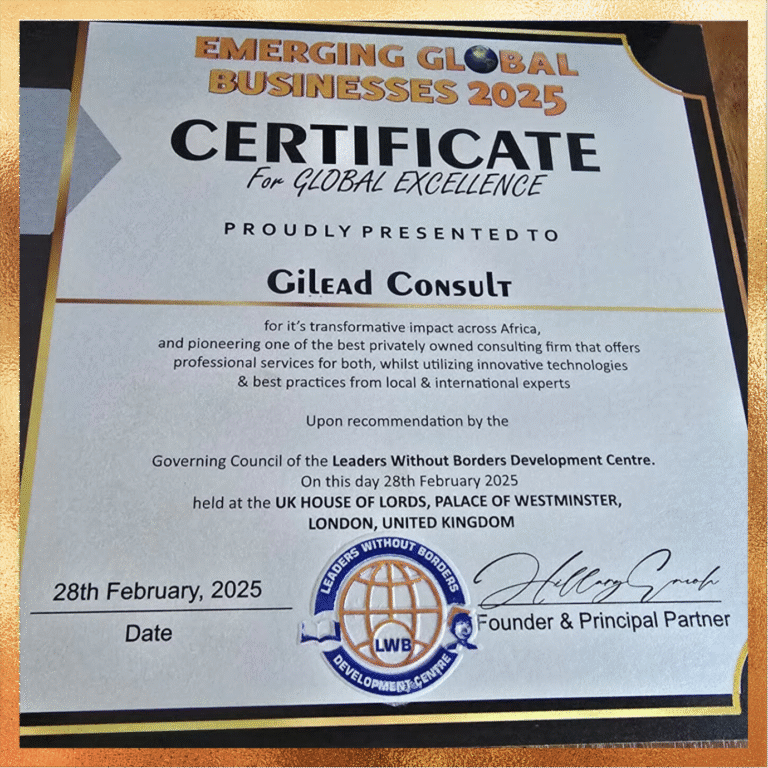 EMERGING GLOBAL
BUSINESSES 2025
CERTIFICATE
For GLOBAL EXCELLENCE
PROUDLY PRESENTED TO
Gilead Consult
for it's transformative impact across Africa,
and pioneering one of the best privately owned consulting firm that offers
professional services for both, whilst utilizing innovative technologies
& best practices from local & international experts
Upon recommendation by the
Governing Council of the Leaders Without Borders Development Centre.
On this day 28th February 2025
held at the UK HOUSE OF LORDS, PALACE OF WESTMINSTER,
LONDON, UNITED KINGDOM
28th February, 2025
Date
LEADERS WITHOUT BORDERS
LWB
DEVELOPMENT CENTRE
Hillary
Founder & Principal Partner